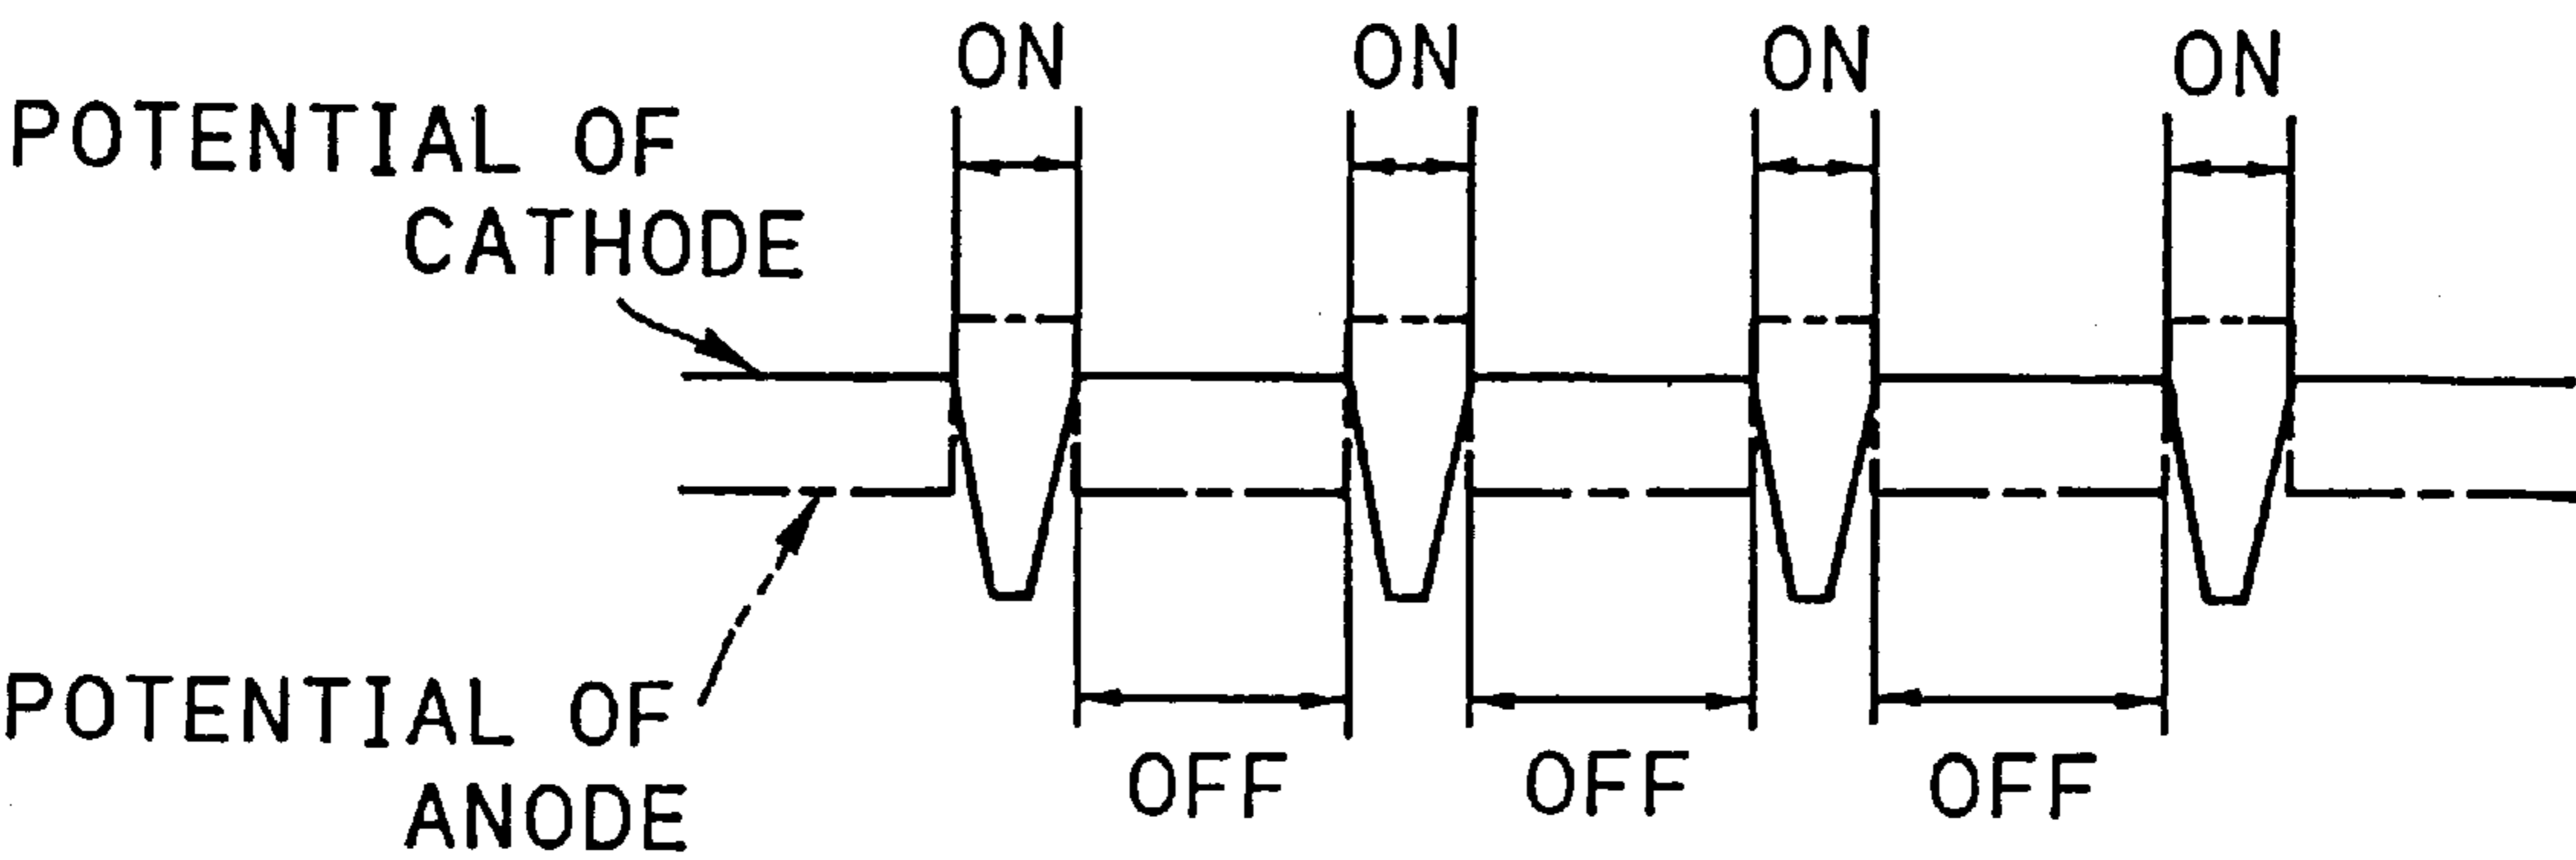 ON ON ON ON
POTENTIAL OF
CATHODE
POTENTIAL OF
ANODE
OFF OFF OFF